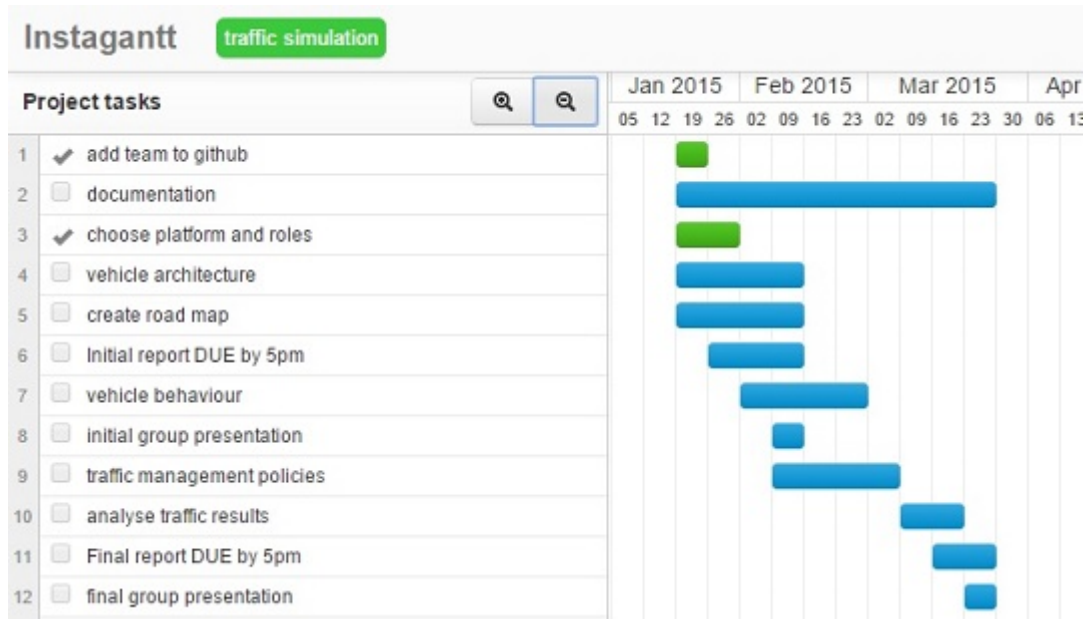 Instagantt traffic simulation
Project tasks
Jan 2015 Feb 2015 Mar 2015 Apr
05 12 19 26 02 09 16 23 02 09 16 23 30 06 13
1 add team to github
2 documentation
3 choose platform and roles
4 vehicle architecture
5 create road map
6 Initial report DUE by 5pm
7 vehicle behaviour
8 initial group presentation
9 traffic management policies
10 analyse traffic results
11 Final report DUE by 5pm
12 final group presentation